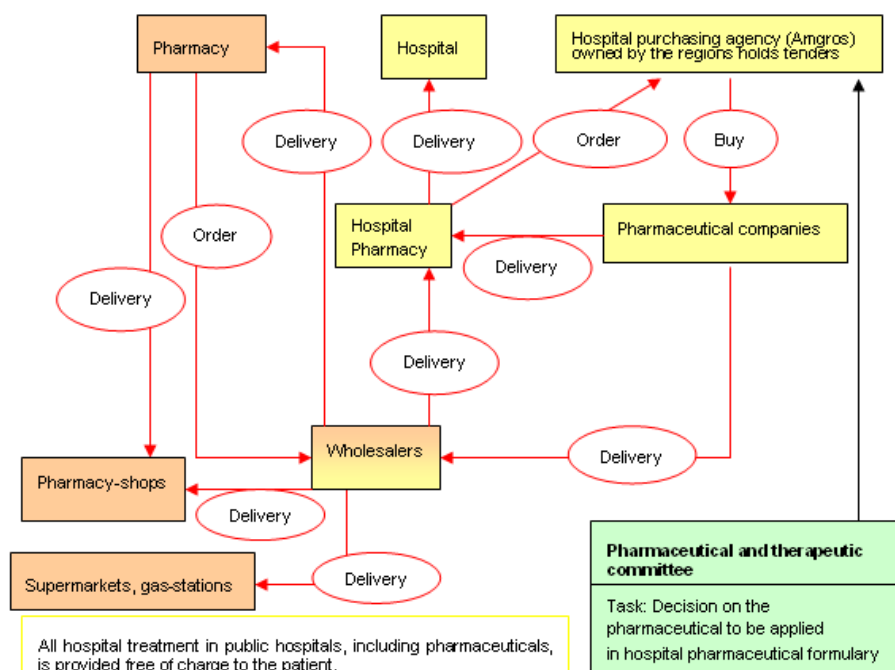 Pharmacy
Hospital
Hospital purchasing agency (Amgros)
owned by the regions holds tenders
Delivery
Delivery
Order
Buy
Order
Hospital
Pharmacy
Pharmaceutical companies
Delivery
Delivery
Delivery
Wholesalers
Delivery
Pharmacy-shops
Delivery
Supermarkets, gas-stations
Delivery
Pharmaceutical and therapeutic
committee
Task: Decision on the
pharmaceutical to be applied
in hospital pharmaceutical formulary
All hospital treatment in public hospitals, including pharmaceuticals,
is provided free of charge to the patient.